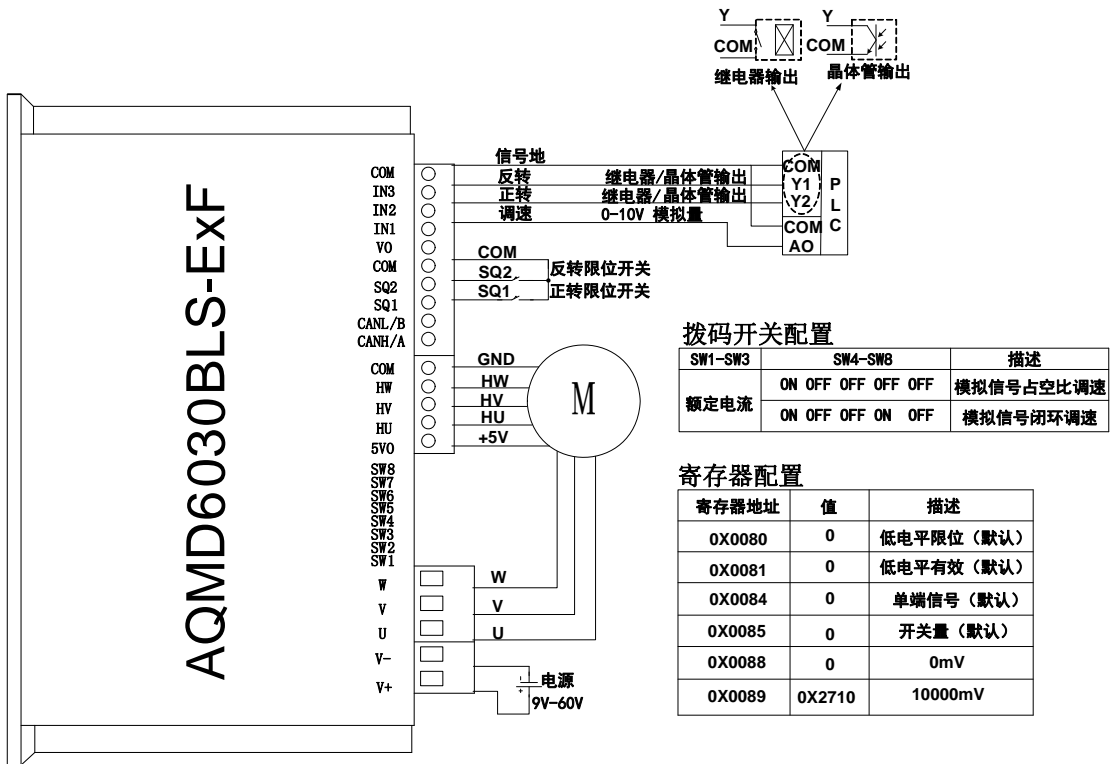 Y
COM
继电器输出
Y
COM
晶体管输出
AQMD6030BLS-ExF
COM
IN3
IN2
IN1
VO
COM
SQ2
SQ1
CANL/B
CANH/A
COM
HW
HV
HU
5VO
SW8
SW7
SW6
SW5
SW4
SW3
SW2
SW1
W
V
U
V-
V+
信号地
反转 继电器/晶体管输出
正转 继电器/晶体管输出
调速 0-10V 模拟量
COM
Y1
Y2
COM
AO
PLC
COM
SQ2 反转限位开关
SQ1 正转限位开关
GND
HW
HV
HU
+5V
M
W
V
U
电源
9V-60V
拨码开关配置
SW1-SW3 SW4-SW8 描述
额定电流
ON OFF OFF OFF OFF 模拟信号占空比调速
ON OFF OFF ON OFF 模拟信号闭环调速
寄存器配置
寄存器地址 值 描述
0X0080 0 低电平限位（默认）
0X0081 0 低电平有效（默认）
0X0084 0 单端信号（默认）
0X0085 0 开关量（默认）
0X0088 0 0mV
0X0089 0X2710 10000mV